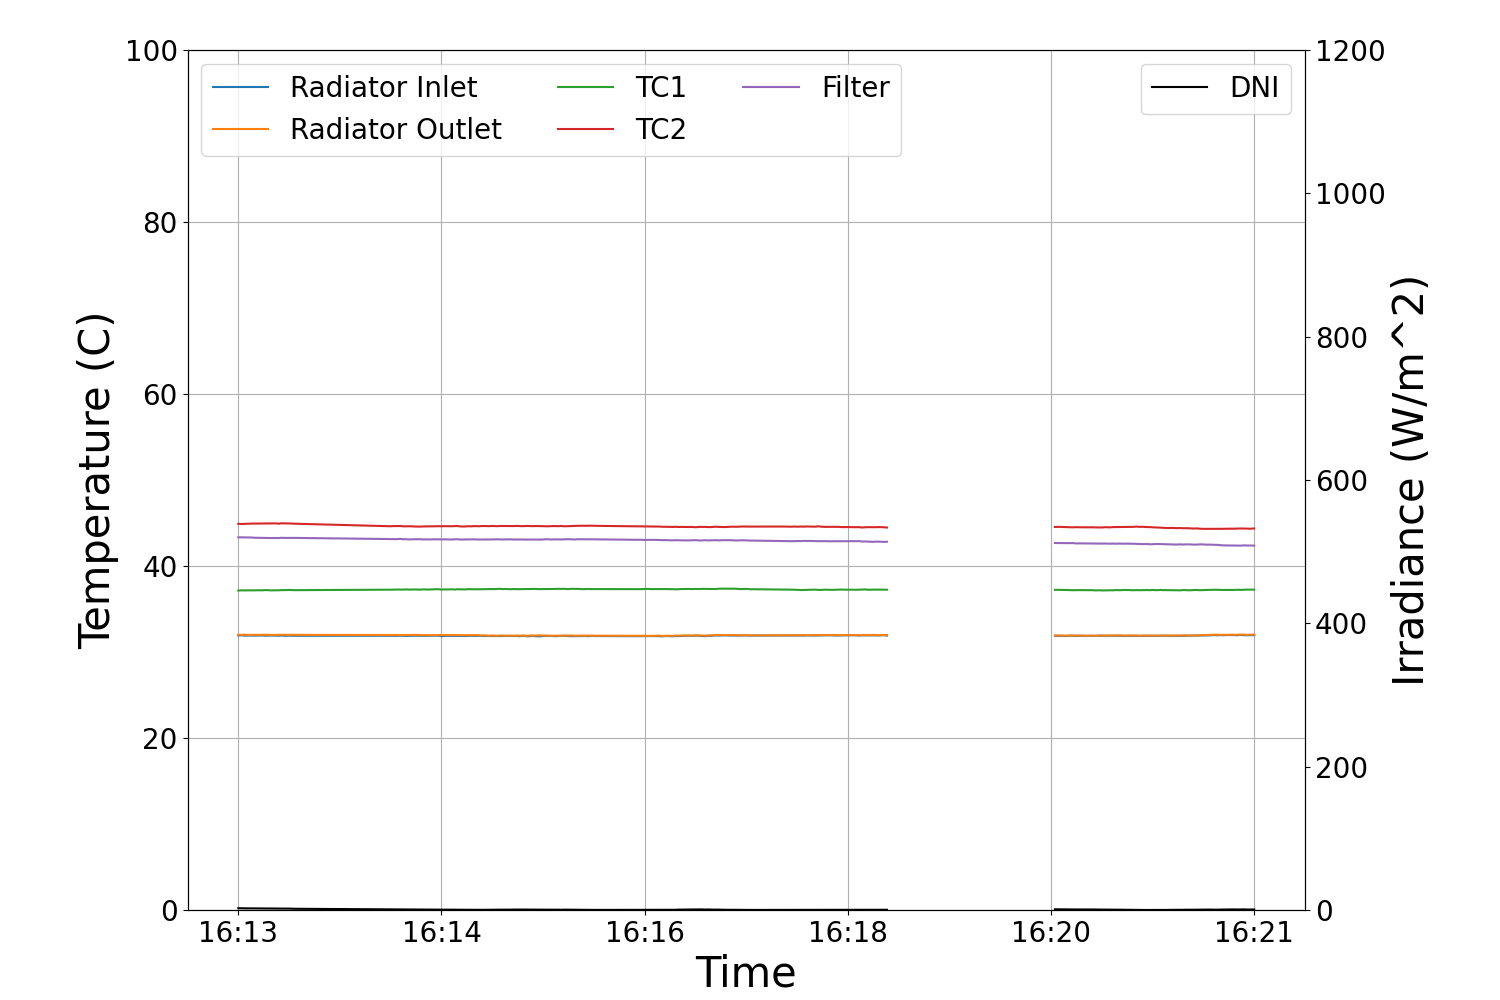 100
80
60
40
20
0
Temperature (C)
Radiator Inlet
Radiator Outlet
TC1
TC2
Filter
DNI
1200
1000
800
600
400
200
0
Irradiance (W/m^2)
16:13
16:14
16:16
16:18
16:20
16:21
Time